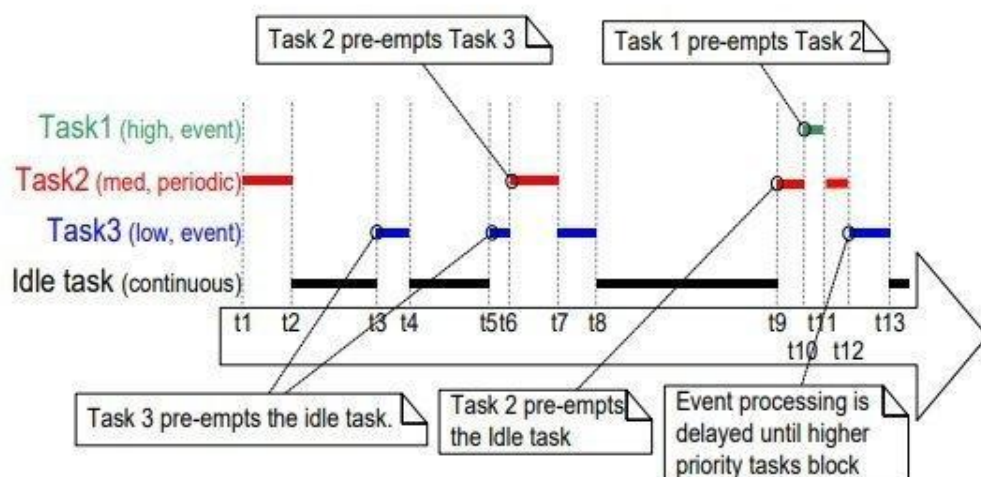 Task 2 pre-empts Task 3
Task 1 pre-empts Task 2
Task1 (high, event)
Task2 (med, periodic)
Task3 (low, event)
Idle task (continuous)
t1 t2 t3 t4 t5 t6 t7 t8 t9 t11 t13
t10 t12
Task 3 pre-empts the idle task.
Task 2 pre-empts
the Idle task
Event processing is
delayed until higher
priority tasks block